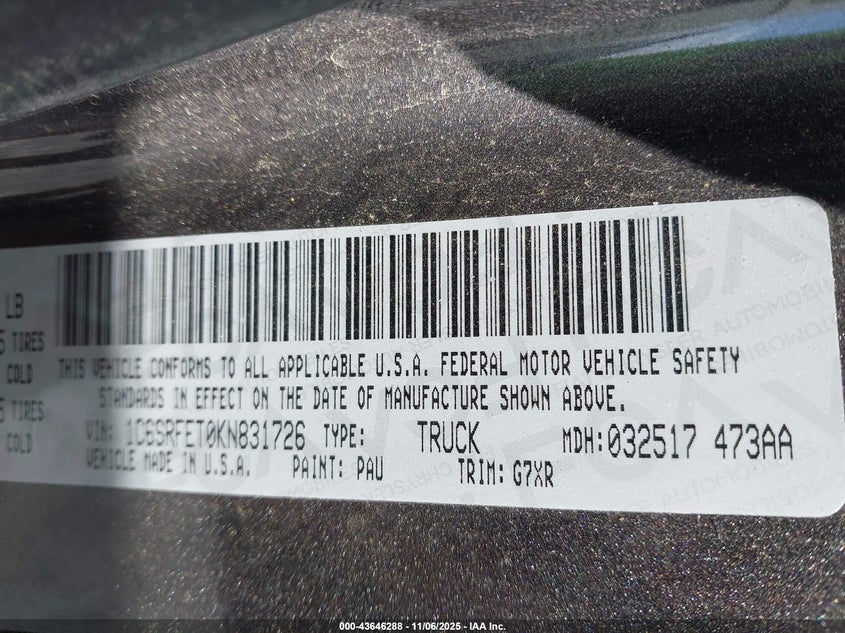 LB
5 TIRES
COLD
5 TIRES
COLD
THIS VEHICLE CONFORMS TO ALL APPLICABLE U.S.A. FEDERAL MOTOR VEHICLE SAFETY
STANDARDS IN EFFECT ON THE DATE OF MANUFACTURE SHOWN ABOVE.
VIN: 1C6SRFET0KN831726 TYPE: TRUCK MDH: 032517 473AA
VEHICLE MADE IN U.S.A. PAINT: PAU TRIM: G7XR
000-43646288 - 11/06/2025 - IAA Inc.